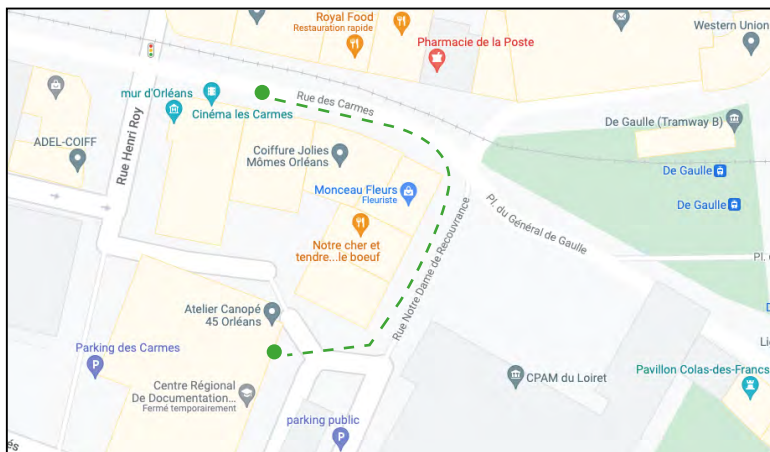 Royal Food
Restauration rapide
Western Union
Pharmacie de la Poste
mur d'Orléans
Rue des Carmes
Cinéma les Carmes
De Gaulle (Tramway B)
ADEL-COIFF
Rue Henri Roy
Coiffure Jolies
Mômes Orléans
De Gaulle
Monceau Fleurs
Fleuriste
De Gaulle
Pl. du Général de Gaulle
Notre cher et
tendre...le boeuf
Pl.
Rue Notre Dame de Recouvrance
Atelier Canopé
45 Orléans
Parking des Carmes
P
CPAM du Loiret
Pavillon Colas-des-Francs
Centre Régional
De Documentation...
Fermé temporairement
parking public
P